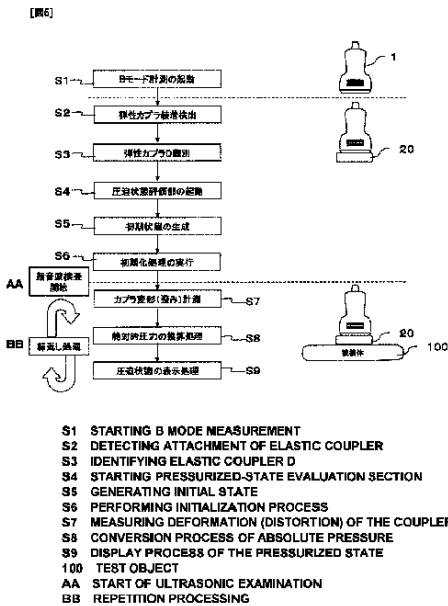 [図6]
1
S1 Bモード計測の起動
S2 弾性カプラ装着検出
20
S3 弾性カプラD識別
S4 圧迫状態評価部の起動
S5 初期状態の生成
S6 初期化処理の実行
AA 超音波検査開始
カプラ変形(歪み)計測 S7
BB 繰返し処理
絶対的圧力の換算処理 S8
20
被検体 100
圧迫状態の表示処理 S9
S1 STARTING B MODE MEASUREMENT
S2 DETECTING ATTACHMENT OF ELASTIC COUPLER
S3 IDENTIFYING ELASTIC COUPLER D
S4 STARTING PRESSURIZED-STATE EVALUATION SECTION
S5 GENERATING INITIAL STATE
S6 PERFORMING INITIALIZATION PROCESS
S7 MEASURING DEFORMATION (DISTORTION) OF THE COUPLER
S8 CONVERSION PROCESS OF ABSOLUTE PRESSURE
S9 DISPLAY PROCESS OF THE PRESSURIZED STATE
100 TEST OBJECT
AA START OF ULTRASONIC EXAMINATION
BB REPETITION PROCESSING